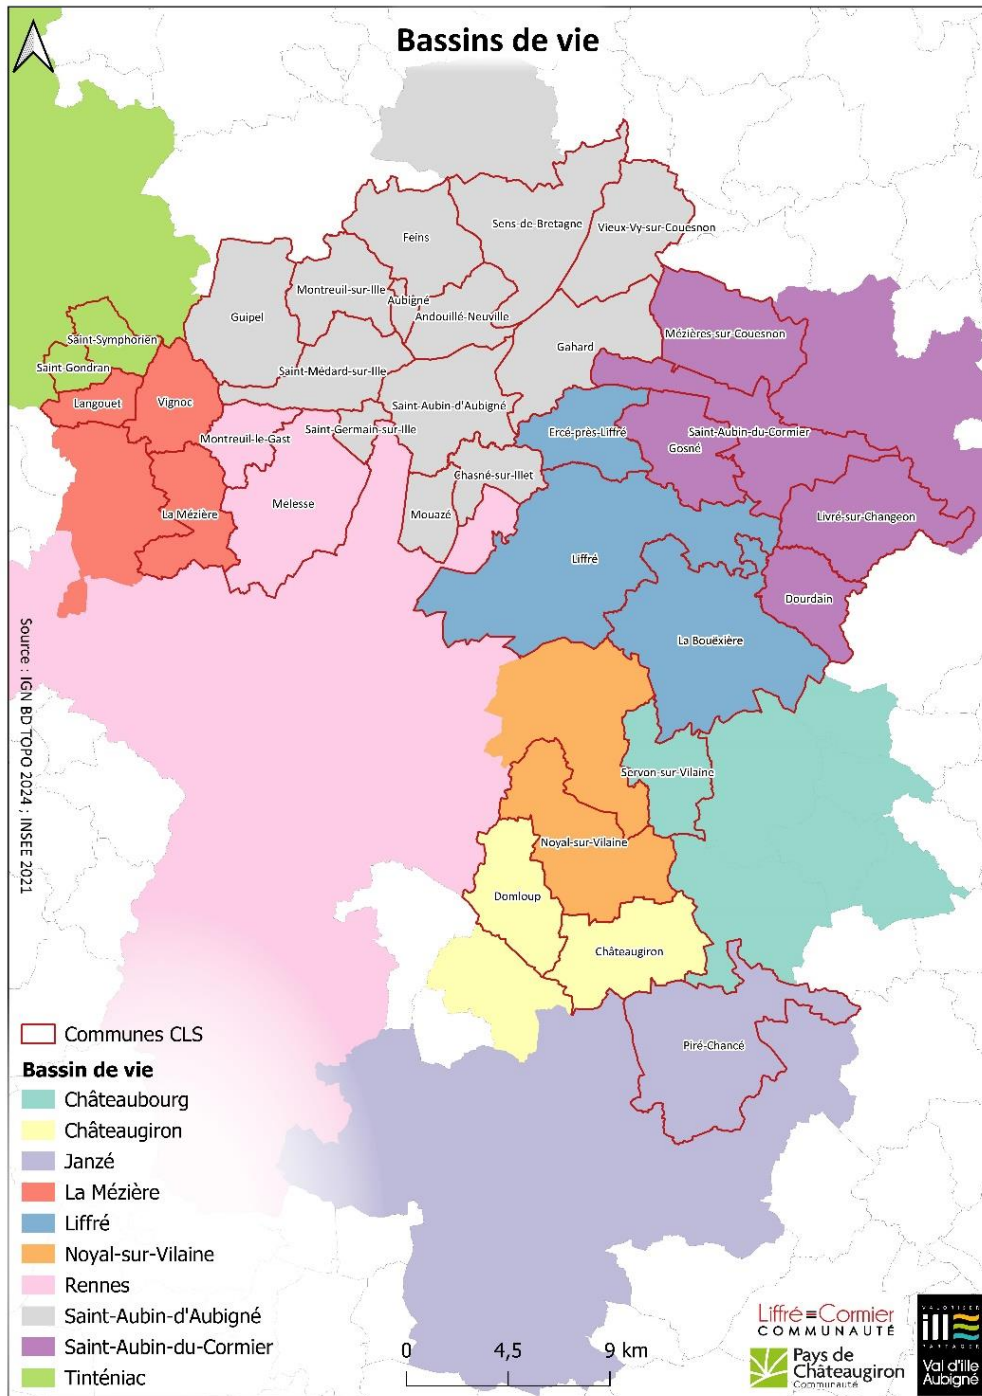 Bassins de vie
Sens-de-Bretagne
Vieux-Vy-sur-Couesnon
Feins
Montreuil-sur-Ille
Aubigné
Guipel
Andouillé-Neuville
Mézières-sur-Couesnon
Saint-Symphorien
Gahard
Saint-Gondran
Saint-Médard-sur-Ille
Langouet
Vignoc
Saint-Aubin-d'Aubigné
Saint-Germain-sur-Ille
Montreuil-le-Gast
Ercé-près-Liffré
Saint-Aubin-du-Cormier
Gosné
Chasné-sur-Illet
Melesse
La Mézière
Mouazé
Livré-sur-Changeon
Liffré
Dourdain
La Bouëxière
Servon-sur-Vilaine
Noyal-sur-Vilaine
Domloup
Châteaugiron
Piré-Chancé
Source : IGN BD TOPO 2024 ; INSEE 2021
Communes CLS
Bassin de vie
Châteaubourg
Châteaugiron
Janzé
La Mézière
Liffré
Noyal-sur-Vilaine
Rennes
Saint-Aubin-d'Aubigné
Saint-Aubin-du-Cormier
Tinténiac
0 4,5 9 km
Liffré=Cormier
COMMUNAUTÉ
Pays de
Châteaugiron
Communauté
VALORISER
ill
PARTAGER
Val d'ille
Aubigné